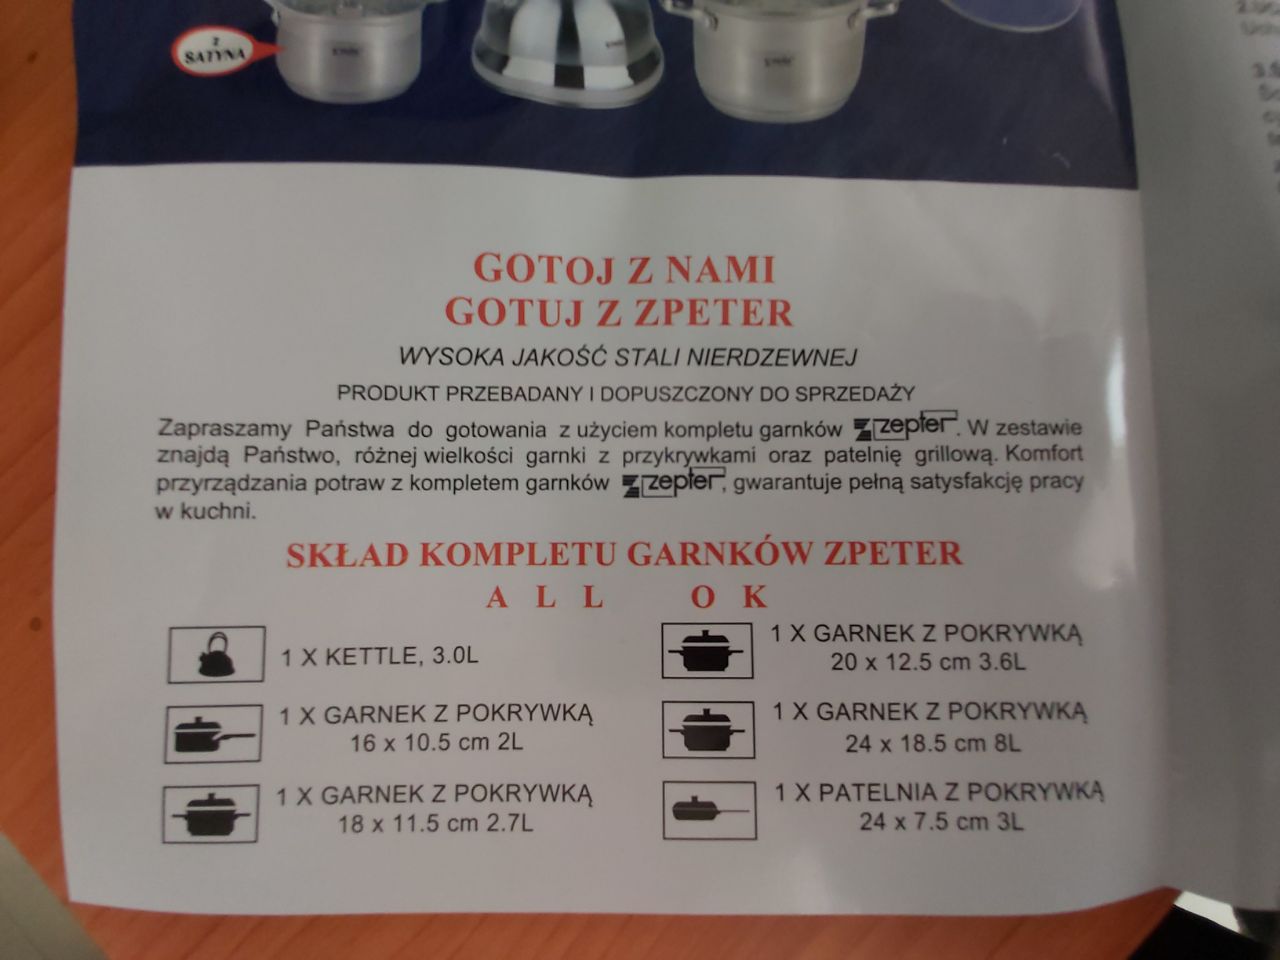 Z
SATYNĄ
GOTOJ Z NAMI
GOTUJ Z ZPETER
WYSOKA JAKOŚĆ STALI NIERDZEWNEJ
PRODUKT PRZEBADANY I DOPUSZCZONY DO SPRZEDAŻY
Zapraszamy Państwa do gotowania z użyciem kompletu garnków zepter. W zestawie
znajdą Państwo, różnej wielkości garnki z przykrywkami oraz patelnię grillową. Komfort
przyrządzania potraw z kompletem garnków zepter, gwarantuje pełną satysfakcję pracy
w kuchni.
SKŁAD KOMPLETU GARNKÓW ZPETER
ALL OK
1 X KETTLE, 3.0L
1 X GARNEK Z POKRYWKĄ
16 x 10.5 cm 2L
1 X GARNEK Z POKRYWKĄ
18 x 11.5 cm 2.7L
1 X GARNEK Z POKRYWKĄ
20 x 12.5 cm 3.6L
1 X GARNEK Z POKRYWKĄ
24 x 18.5 cm 8L
1 X PATELNIA Z POKRYWKĄ
24 x 7.5 cm 3L